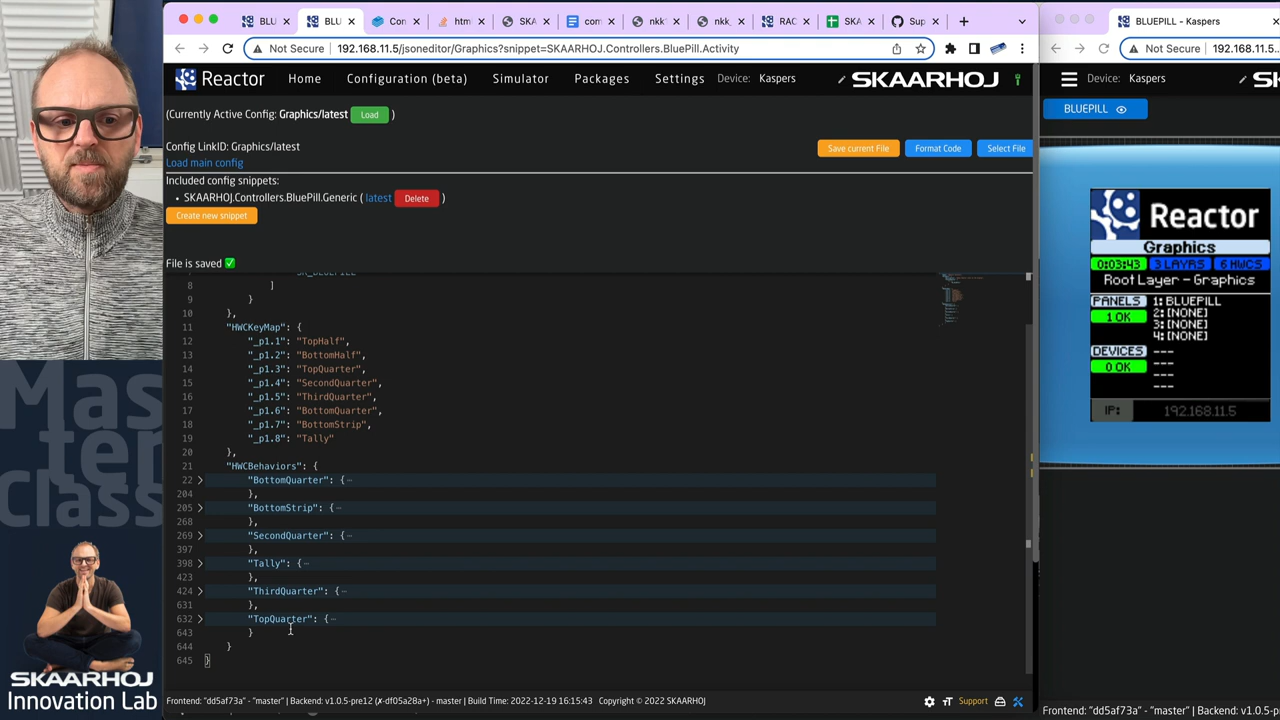 BLU
BLU
Con
htm
SKA
com
nkk
nkk_
RAC
SKA
Sup
BLUEPILL - Kaspers
Not Secure 192.168.11.5/jsoneditor/Graphics?snippet=SKAARHOJ.Controllers.BluePill.Activity
Not Secure 192.168.11.5
Reactor Home Configuration (beta) Simulator Packages Settings Device: Kaspers SKAARHOJ
Device: Kaspers
BLUEPILL
(Currently Active Config: Graphics/latest Load )
Config LinkID: Graphics/latest
Load main config
Save current File Format Code Select File
Included config snippets:
• SKAARHOJ.Controllers.BluePill.Generic ( latest Delete )
Create new snippet
File is saved
8 ]
9 }
10 },
11 "HWCKeyMap": {
12 "_p1.1": "TopHalf",
13 "_p1.2": "BottomHalf",
14 "_p1.3": "TopQuarter",
15 "_p1.4": "SecondQuarter",
16 "_p1.5": "ThirdQuarter",
17 "_p1.6": "BottomQuarter",
18 "_p1.7": "BottomStrip",
19 "_p1.8": "Tally"
20 },
21 "HWCBehaviors": {
22 "BottomQuarter": {
204 },
205 "BottomStrip": {
268 },
269 "SecondQuarter": {
397 },
398 "Tally": {
423 },
424 "ThirdQuarter": {
631 },
632 "TopQuarter": {
643 }
644 }
645 }
Reactor
Graphics
0:03:43 3 LAYRS 6 HWCS
Root Layer - Graphics
PANELS 1: BLUEPILL
1 OK 2: [NONE]
3: [NONE]
4: [NONE]
DEVICES ---
0 OK ---
---
---
IP: 192.168.11.5
Master
Class
SKAARHOJ
Innovation Lab
Frontend: "dd5af73a" - "master" | Backend: v1.0.5-pre12 (✗-df05a28a+) - master | Build Time: 2022-12-19 16:15:43 Copyright © 2022 SKAARHOJ
Support
Frontend: "dd5af73a" - "master" | Backend: v1.0.5-p